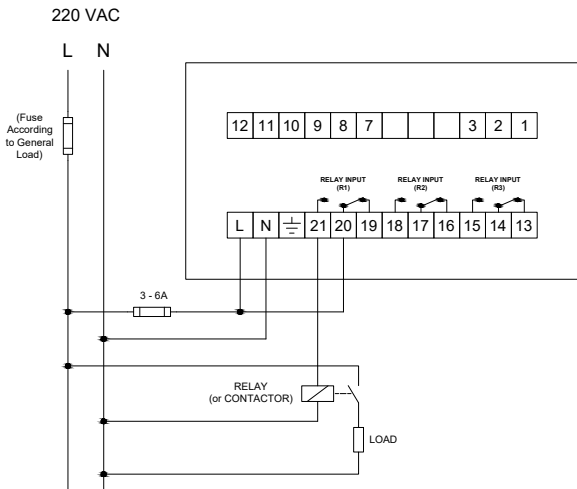 220 VAC
L N
(Fuse
According
to General
Load)
12 11 10 9 8 7 3 2 1
RELAY INPUT
(R1)
RELAY INPUT
(R2)
RELAY INPUT
(R3)
L N 21 20 19 18 17 16 15 14 13
3 - 6A
RELAY
(or CONTACTOR)
LOAD